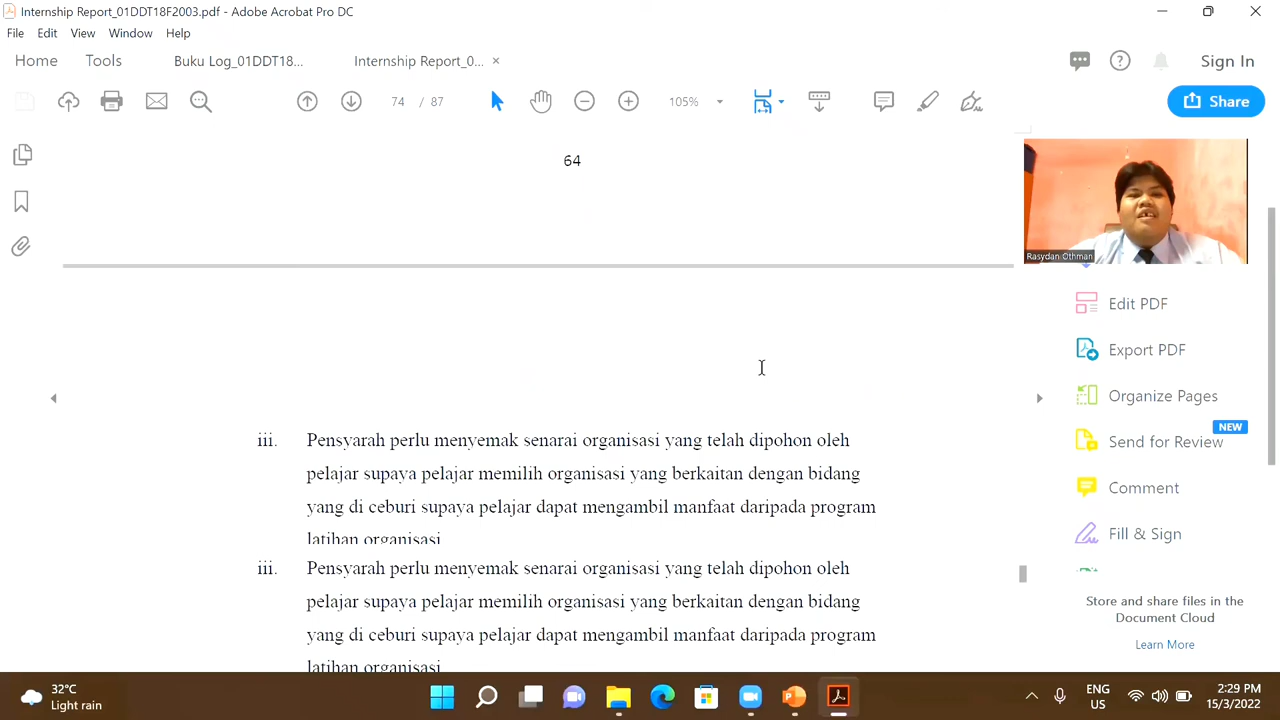 Internship Report_01DDT18F2003.pdf - Adobe Acrobat Pro DC
File Edit View Window Help
Home Tools Buku Log_01DDT18... Internship Report_0... × Sign In
74 / 87 105% Share
64
Rasydan Othman
Edit PDF
Export PDF
Organize Pages
NEW
Send for Review
Comment
Fill & Sign
Store and share files in the
Document Cloud
Learn More
iii. Pensyarah perlu menyemak senarai organisasi yang telah dipohon oleh
pelajar supaya pelajar memilih organisasi yang berkaitan dengan bidang
yang di ceburi supaya pelajar dapat mengambil manfaat daripada program
latihan organisasi
iii. Pensyarah perlu menyemak senarai organisasi yang telah dipohon oleh
pelajar supaya pelajar memilih organisasi yang berkaitan dengan bidang
yang di ceburi supaya pelajar dapat mengambil manfaat daripada program
latihan organisasi
32°C
Light rain
ENG
US
2:29 PM
15/3/2022